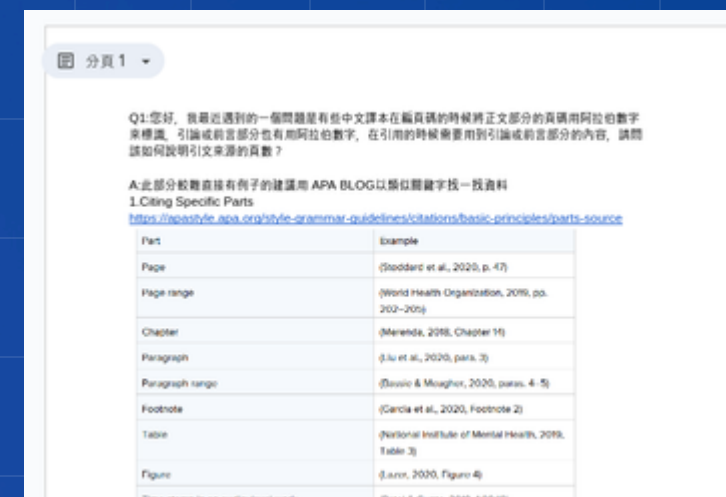 分頁 1
Q1:您好，我最近遇到的一個問題是有些中文譯本在編頁碼的時候將正文部分的頁碼用阿拉伯數字
來標識，引論或前言部分也有用阿拉伯數字，在引用的時候需要用到引論或前言部分的內容，請問
該如何說明引文來源的頁數？
A:此部分較難直接有例子的建議用 APA BLOG以類似關鍵字找一找資料
1.Citing Specific Parts
https://apastyle.apa.org/style-grammar-guidelines/citations/basic-principles/parts-source
Part Example
Page (Stoddard et al., 2020, p. 47)
Page range (World Health Organization, 2019, pp.
202–205)
Chapter (Merenda, 2018, Chapter 14)
Paragraph (Liu et al., 2020, para. 3)
Paragraph range (Bowie & Meagher, 2020, paras. 4–5)
Footnote (Garcia et al., 2020, Footnote 2)
Table (National Institute of Mental Health, 2019,
Table 3)
Figure (Lazer, 2020, Figure 4)